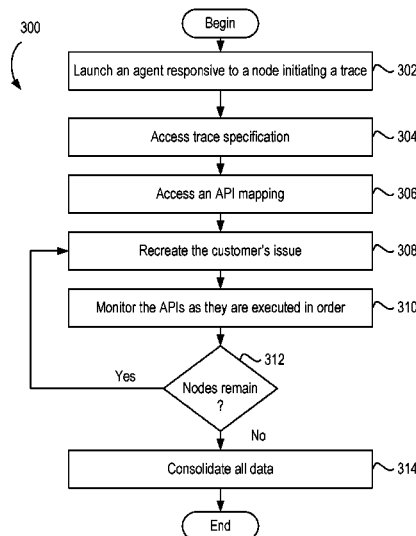 300
Begin
Launch an agent responsive to a node initiating a trace
302
Access trace specification
304
Access an API mapping
306
Recreate the customer's issue
308
Monitor the APIs as they are executed in order
310
312
Yes
Nodes remain
?
No
Consolidate all data
314
End